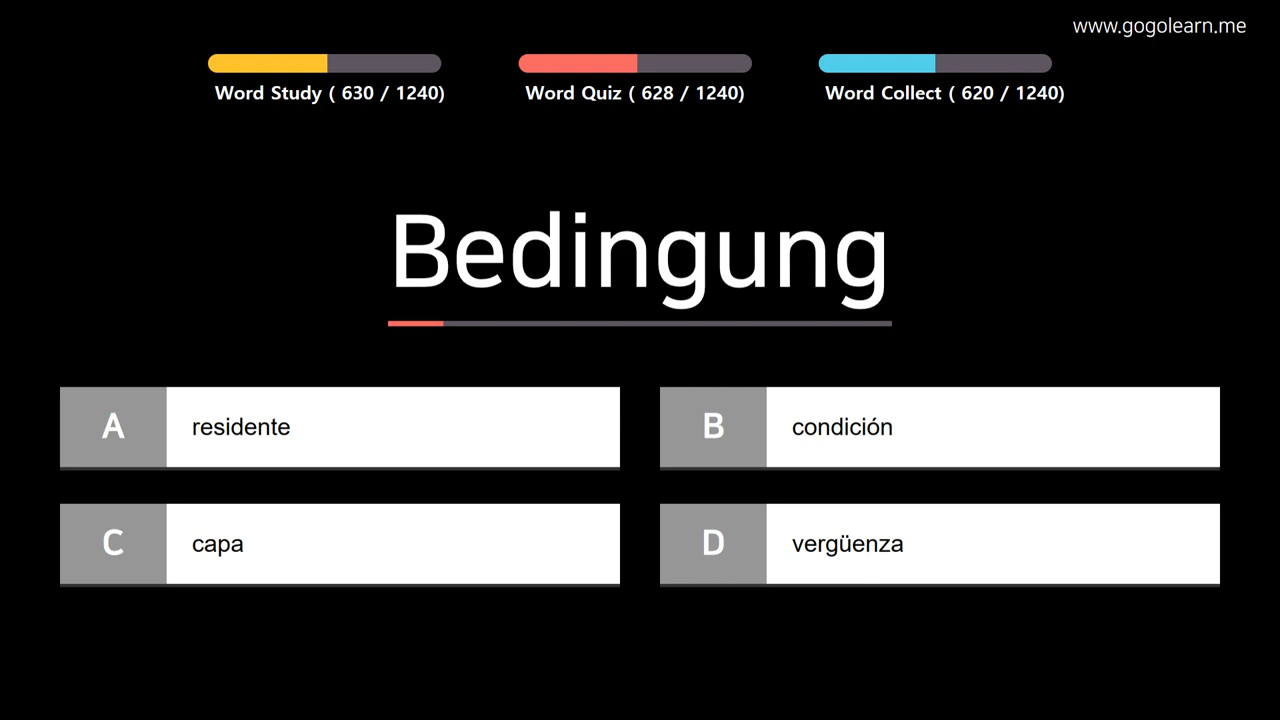 www.gogolearn.me
Word Study ( 630 / 1240)
Word Quiz ( 628 / 1240)
Word Collect ( 620 / 1240)
Bedingung
A residente
B condición
C capa
D vergüenza